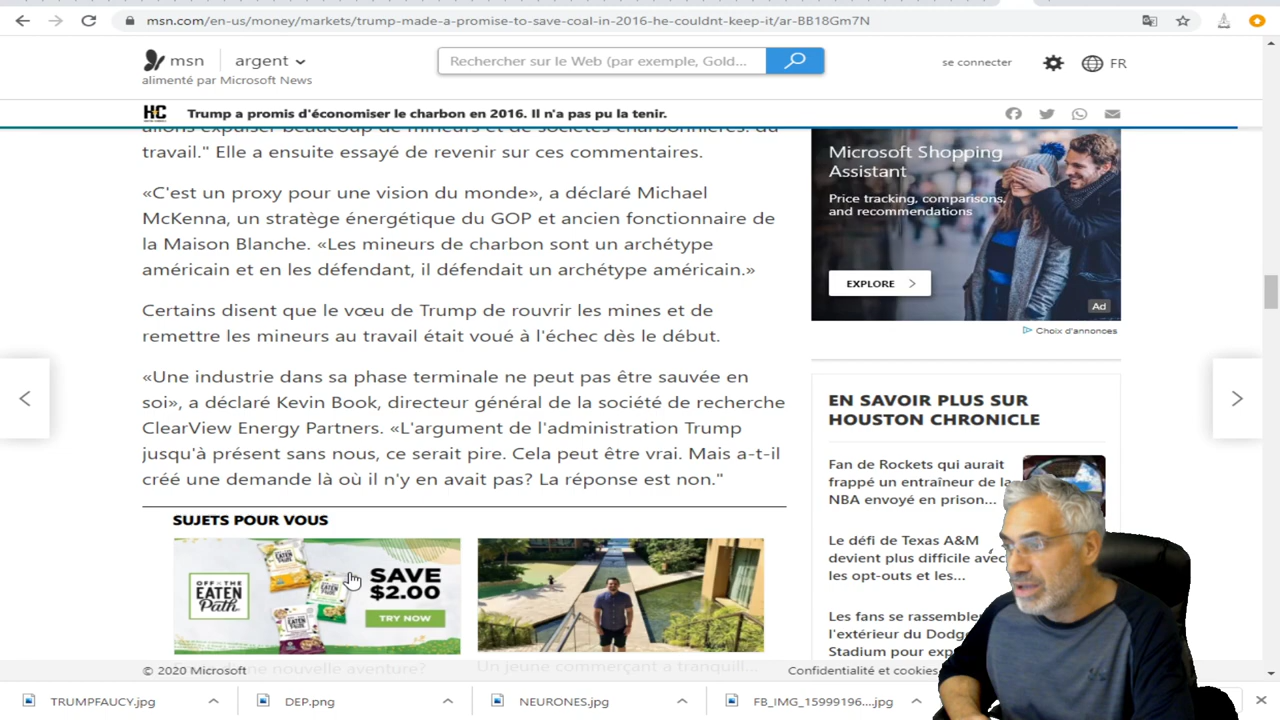 msn.com/en-us/money/markets/trump-made-a-promise-to-save-coal-in-2016-he-couldnt-keep-it/ar-BB18Gm7N
msn
argent
Rechercher sur le Web (par exemple, Gold...
se connecter
FR
alimenté par Microsoft News
HC
Trump a promis d'économiser le charbon en 2016. Il n'a pas pu la tenir.
allons expulser beaucoup de mineurs et de sociétés charbonnières. du
travail." Elle a ensuite essayé de revenir sur ces commentaires.
«C'est un proxy pour une vision du monde», a déclaré Michael
McKenna, un stratège énergétique du GOP et ancien fonctionnaire de
la Maison Blanche. «Les mineurs de charbon sont un archétype
américain et en les défendant, il défendait un archétype américain.»
Certains disent que le vœu de Trump de rouvrir les mines et de
remettre les mineurs au travail était voué à l'échec dès le début.
«Une industrie dans sa phase terminale ne peut pas être sauvée en
soi», a déclaré Kevin Book, directeur général de la société de recherche
ClearView Energy Partners. «L'argument de l'administration Trump
jusqu'à présent sans nous, ce serait pire. Cela peut être vrai. Mais a-t-il
créé une demande là où il n'y en avait pas? La réponse est non."
SUJETS POUR VOUS
OFF THE
EATEN
Path
SAVE
$2.00
TRY NOW
une nouvelle aventure?
Un jeune commerçant a tranquill...
Microsoft Shopping
Assistant
Price tracking, comparisons,
and recommendations
EXPLORE
Ad
Choix d'annonces
EN SAVOIR PLUS SUR
HOUSTON CHRONICLE
Fan de Rockets qui aurait
frappé un entraîneur de la
NBA envoyé en prison...
Le défi de Texas A&M
devient plus difficile avec
les opt-outs et les...
Les fans se rassemble
l'extérieur du Dodg
Stadium pour exp
© 2020 Microsoft
Confidentialité et cookies
TRUMPFAUCY.jpg
DEP.png
NEURONES.jpg
FB_IMG_15999196....jpg